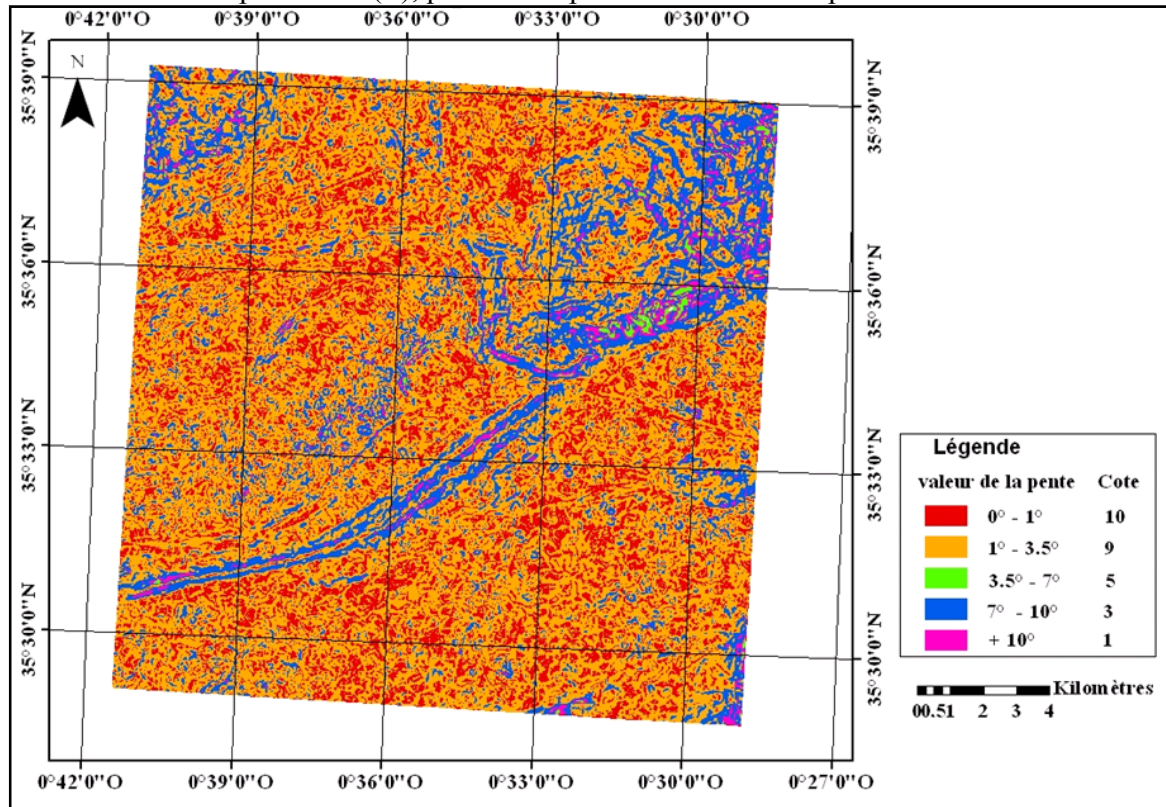 0°42'0"O 0°39'0"O 0°36'0"O 0°33'0"O 0°30'0"O
N
35°39'0"N
35°36'0"N
35°33'0"N
35°30'0"N
35°39'0"N
35°36'0"N
35°33'0"N
35°30'0"N
Légende
valeur de la pente Cote
0° - 1° 10
1° - 3.5° 9
3.5° - 7° 5
7° - 10° 3
+ 10° 1
Kilomètres
00.51 2 3 4
0°42'0"O 0°39'0"O 0°36'0"O 0°33'0"O 0°30'0"O 0°27'0"O